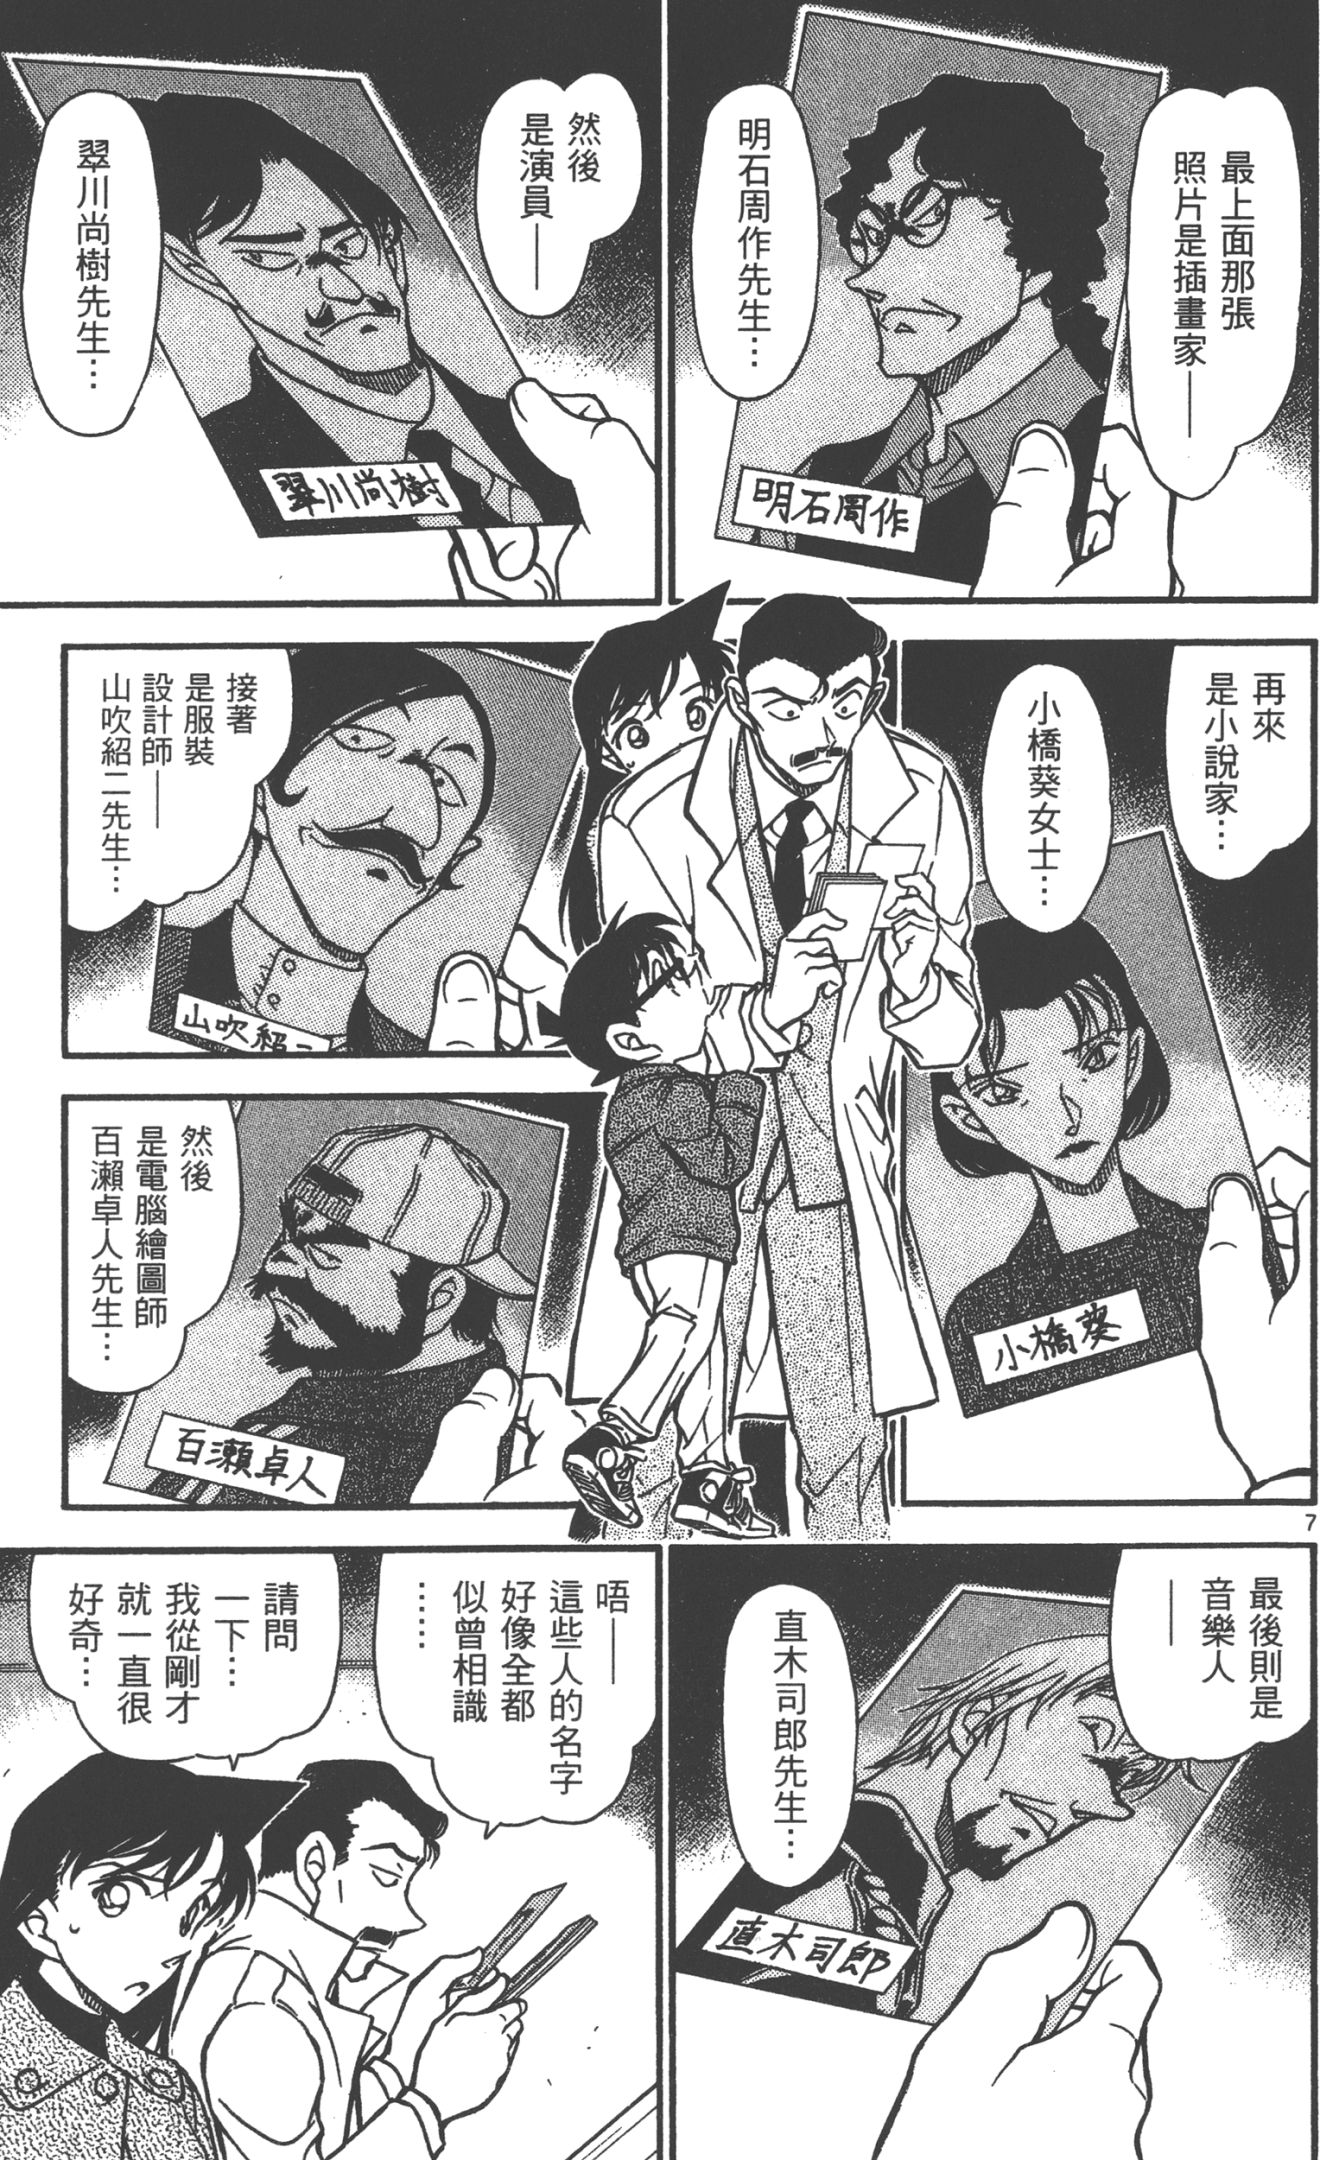 最上面那張
照片是插畫家——
明石周作先生…
明石周作
然後
是演員——
翠川尚樹先生…
翠川尚樹
再來
是小說家…
小橋葵女士…
小橋葵
接著
是服裝
設計師——
山吹紹二先生…
山吹紹二
然後
是電腦繪圖師
百瀨卓人先生…
百瀨卓人
7
最後則是
音樂人
——
直木司郎先生…
直木司郎
唔——
這些人的名字
好像全都
似曾相識
……
請問
一下…
我從剛才
就一直很
好奇…